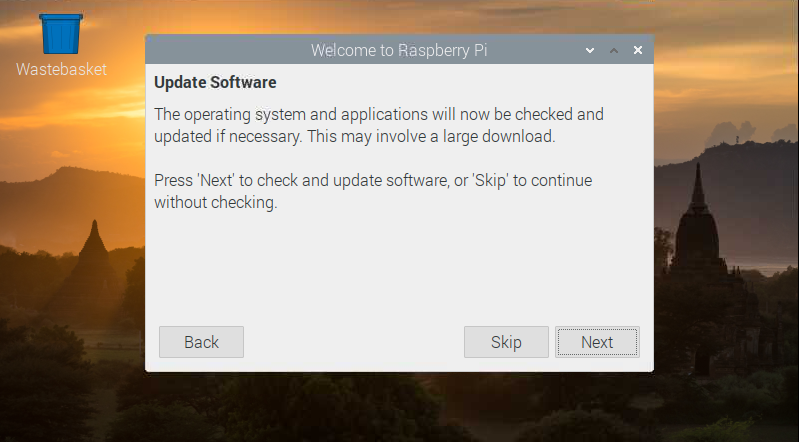 Wastebasket
Welcome to Raspberry Pi
Update Software
The operating system and applications will now be checked and
updated if necessary. This may involve a large download.
Press 'Next' to check and update software, or 'Skip' to continue
without checking.
Back
Skip
Next